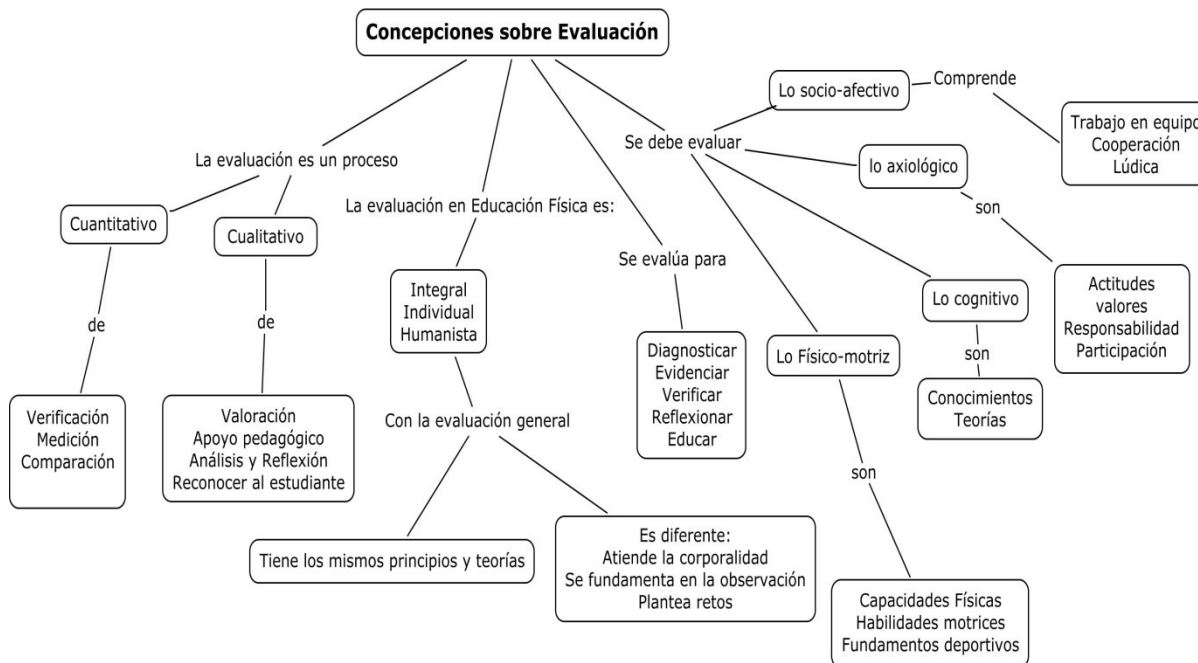 Concepciones sobre Evaluación
La evaluación es un proceso
Cuantitativo
de
Verificación
Medición
Comparación
Cualitativo
de
Valoración
Apoyo pedagógico
Análisis y Reflexión
Reconocer al estudiante
La evaluación en Educación Física es:
Integral
Individual
Humanista
Con la evaluación general
Tiene los mismos principios y teorías
Es diferente:
Atiende la corporalidad
Se fundamenta en la observación
Plantea retos
Se evalúa para
Diagnosticar
Evidenciar
Verificar
Reflexionar
Educar
Se debe evaluar
Lo socio-afectivo
Comprende
Trabajo en equipo
Cooperación
Lúdica
lo axiológico
son
Actitudes
valores
Responsabilidad
Participación
Lo cognitivo
son
Conocimientos
Teorías
Lo Físico-motriz
son
Capacidades Físicas
Habilidades motrices
Fundamentos deportivos